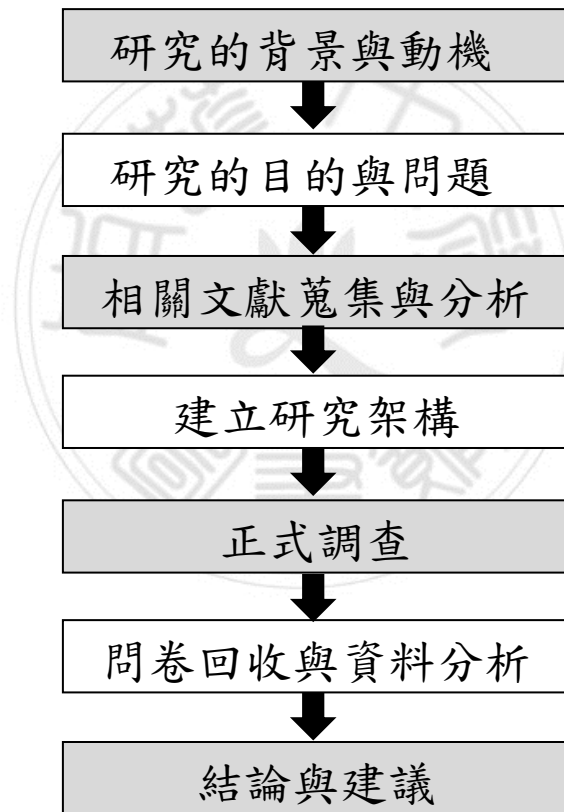 研究的背景與動機
研究的目的與問題
相關文獻蒐集與分析
建立研究架構
正式調查
問卷回收與資料分析
結論與建議